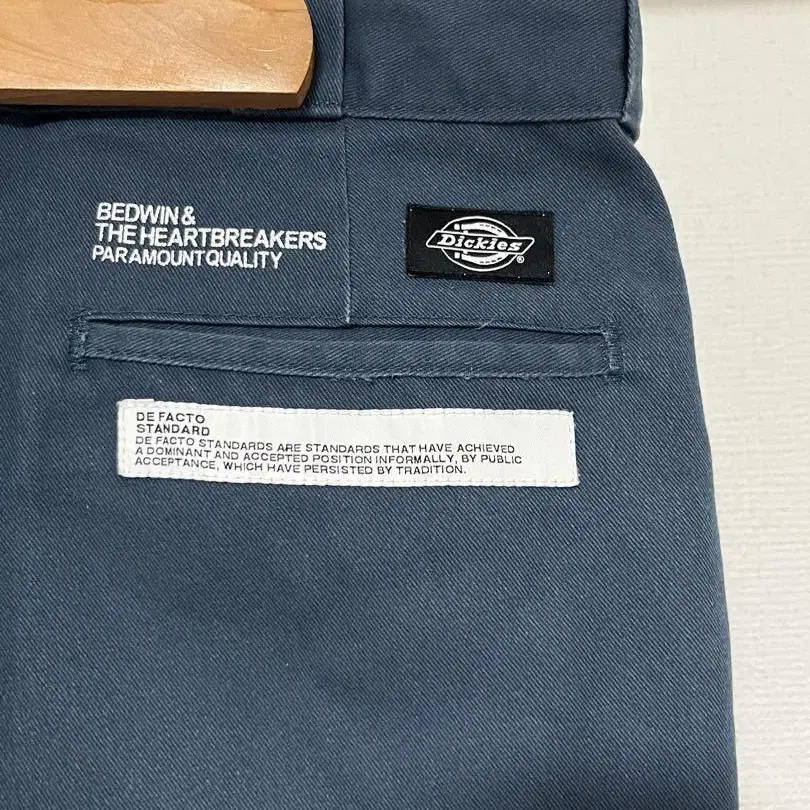 BEDWIN &
THE HEARTBREAKERS
PARAMOUNT QUALITY
Dickies®
DE FACTO
STANDARD
DE FACTO STANDARDS ARE STANDARDS THAT HAVE ACHIEVED
A DOMINANT AND ACCEPTED POSITION INFORMALLY, BY PUBLIC
ACCEPTANCE, WHICH HAVE PERSISTED BY TRADITION.